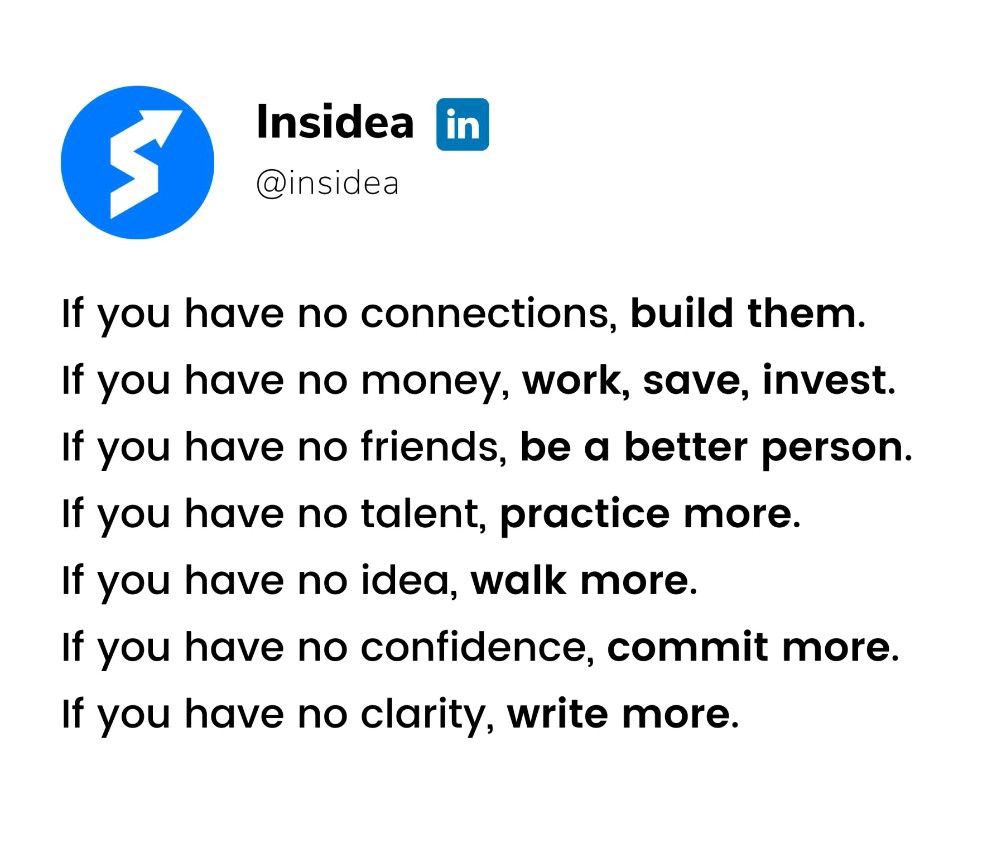 Insidea in
@insidea
If you have no connections, build them.
If you have no money, work, save, invest.
If you have no friends, be a better person.
If you have no talent, practice more.
If you have no idea, walk more.
If you have no confidence, commit more.
If you have no clarity, write more.